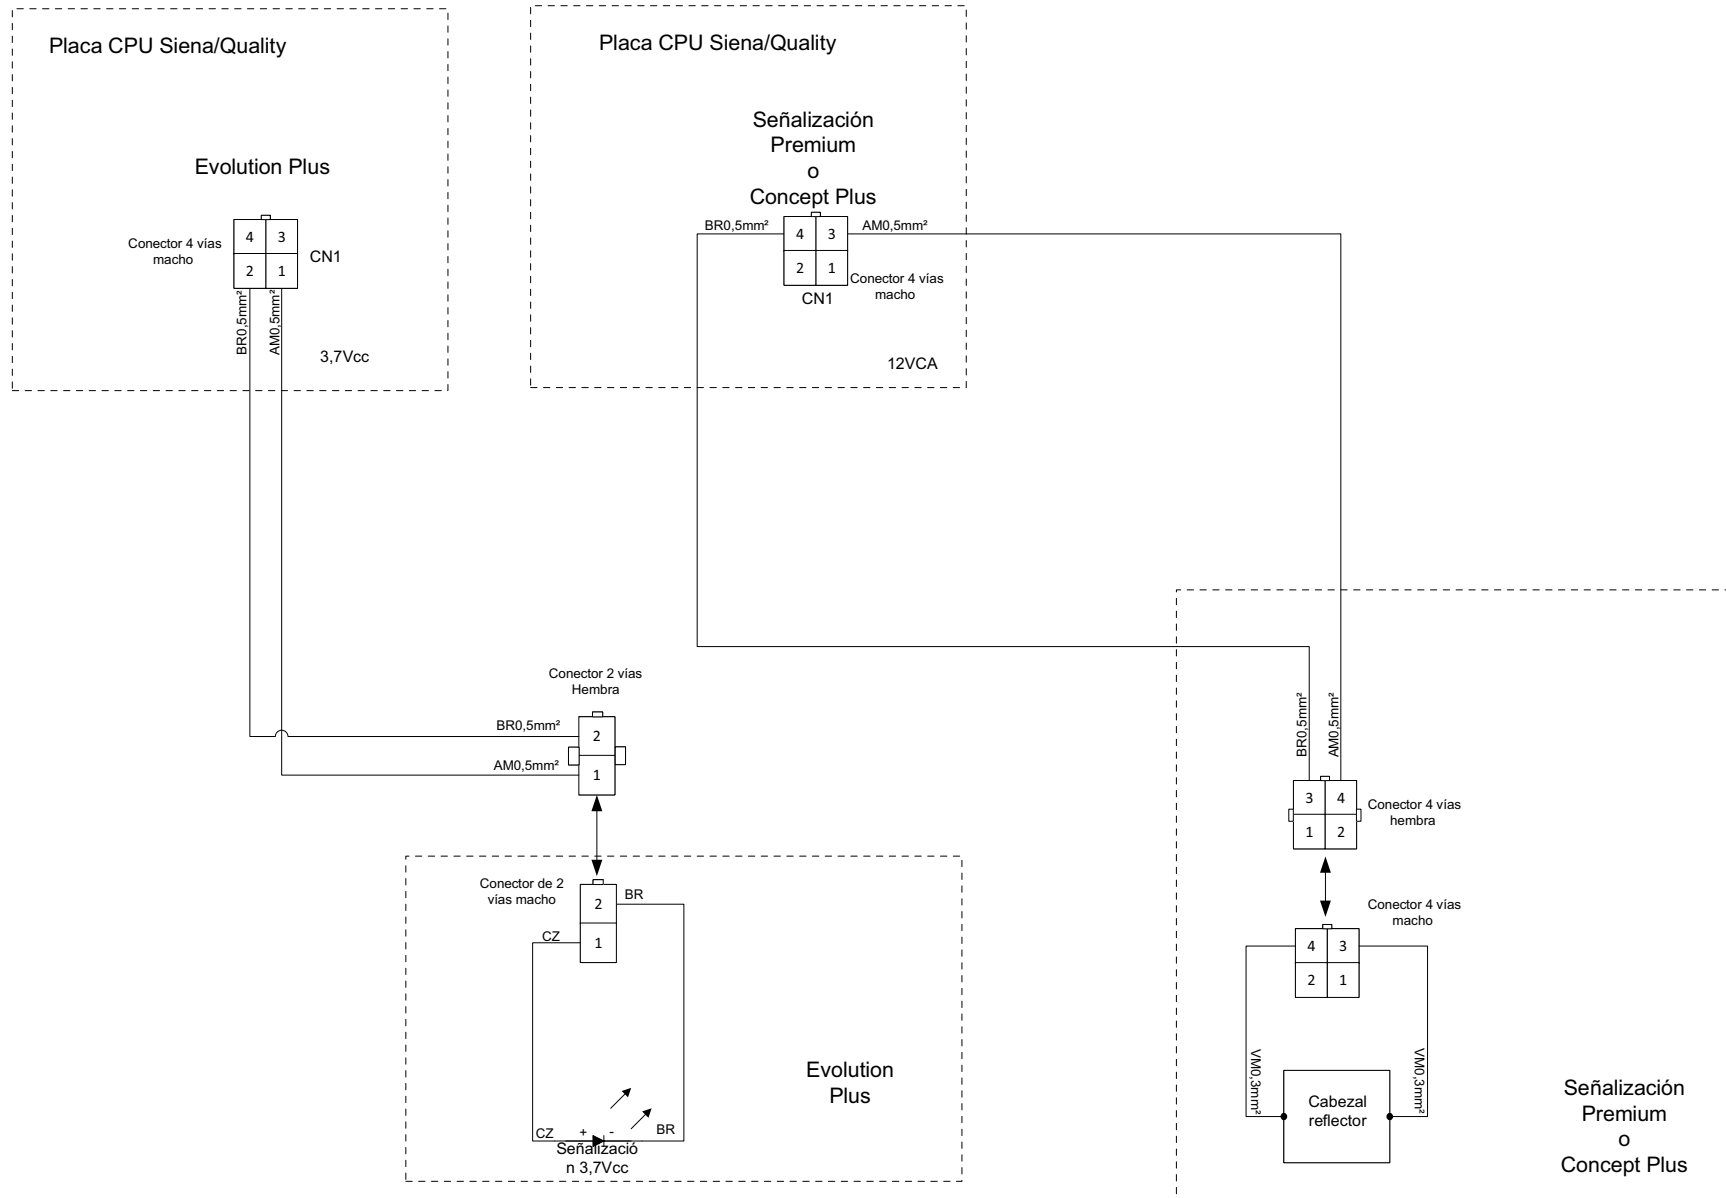 Placa CPU Siena/Quality
Evolution Plus
Conector 4 vías
macho
4 3
2 1
CN1
BR0,5mm²
AM0,5mm²
3,7Vcc
Placa CPU Siena/Quality
Señalización
Premium
o
Concept Plus
BR0,5mm²
AM0,5mm²
4 3
2 1
Conector 4 vías
macho
CN1
12VCA
Conector 2 vías
Hembra
BR0,5mm²
2
AM0,5mm²
1
Conector de 2
vías macho
2
BR
CZ
1
Evolution
Plus
CZ
+ -
BR
Señalizació
n 3,7Vcc
BR0,5mm²
AM0,5mm²
3 4
1 2
Conector 4 vías
hembra
Conector 4 vías
macho
4 3
2 1
VM0,3mm²
VM0,3mm²
Cabezal
reflector
Señalización
Premium
o
Concept Plus